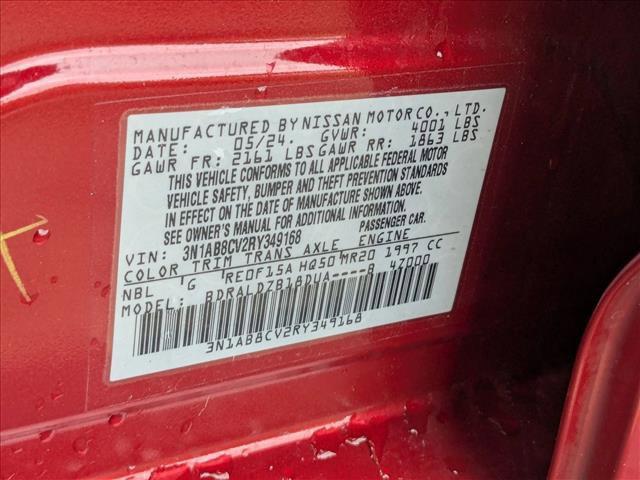 MANUFACTURED BY NISSAN MOTOR CO., LTD.
DATE: 05/24. GVWR: 4001 LBS
GAWR FR: 2161 LBS GAWR RR: 1863 LBS
THIS VEHICLE CONFORMS TO ALL APPLICABLE FEDERAL MOTOR
VEHICLE SAFETY, BUMPER AND THEFT PREVENTION STANDARDS
IN EFFECT ON THE DATE OF MANUFACTURE SHOWN ABOVE.
SEE OWNER'S MANUAL FOR ADDITIONAL INFORMATION.
VIN: 3N1AB8CV2RY349168 PASSENGER CAR.
COLOR TRIM TRANS AXLE ENGINE
NBL G RE0F15A HQ50 MR20 1997 CC
MODEL: BDRALDZB18DUA----B 47000
3N1AB8CV2RY349168